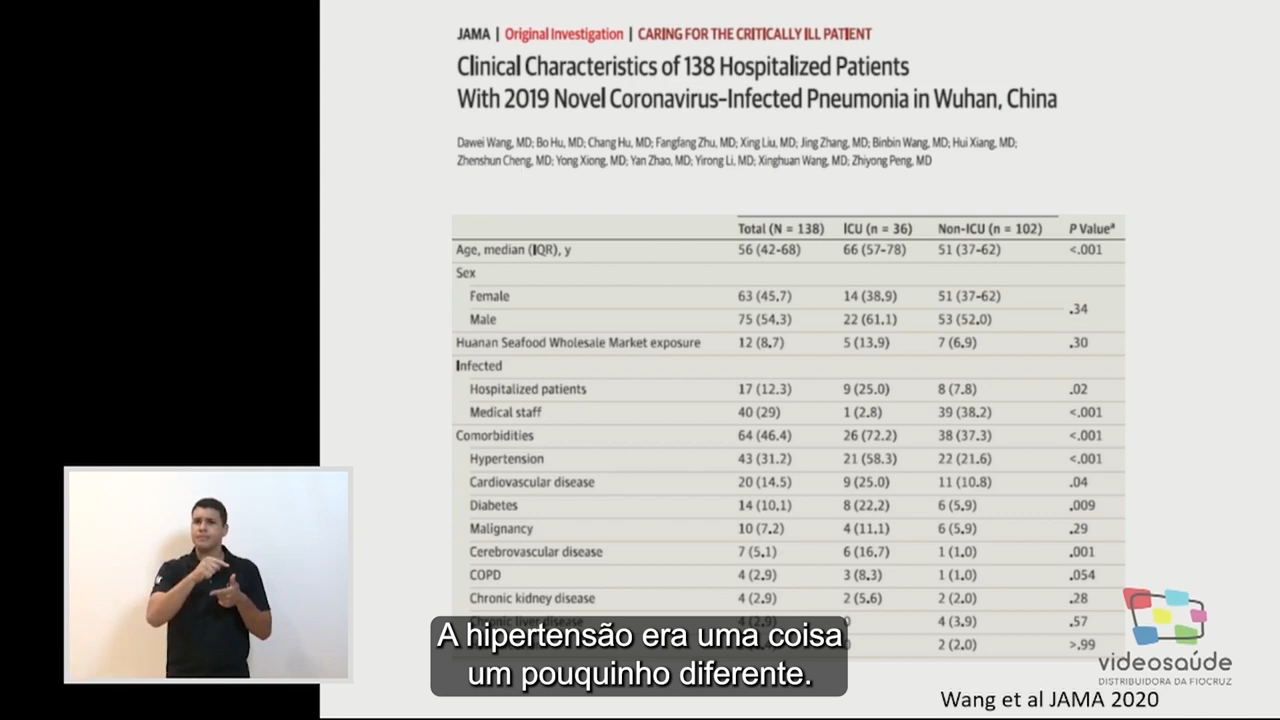 JAMA | Original Investigation | CARING FOR THE CRITICALLY ILL PATIENT
Clinical Characteristics of 138 Hospitalized Patients
With 2019 Novel Coronavirus-Infected Pneumonia in Wuhan, China
Dawei Wang, MD; Bo Hu, MD; Chang Hu, MD; Fangfang Zhu, MD; Xing Liu, MD; Jing Zhang, MD; Binbin Wang, MD; Hui Xiang, MD;
Zhenshun Cheng, MD; Yong Xiong, MD; Yan Zhao, MD; Yirong Li, MD; Xinghuan Wang, MD; Zhiyong Peng, MD
Total (N = 138) ICU (n = 36) Non-ICU (n = 102) P Valueª
Age, median (IQR), y 56 (42-68) 66 (57-78) 51 (37-62) <.001
Sex
Female 63 (45.7) 14 (38.9) 51 (37-62)
.34
Male 75 (54.3) 22 (61.1) 53 (52.0)
Huanan Seafood Wholesale Market exposure 12 (8.7) 5 (13.9) 7 (6.9) .30
Infected
Hospitalized patients 17 (12.3) 9 (25.0) 8 (7.8) .02
Medical staff 40 (29) 1 (2.8) 39 (38.2) <.001
Comorbidities 64 (46.4) 26 (72.2) 38 (37.3) <.001
Hypertension 43 (31.2) 21 (58.3) 22 (21.6) <.001
Cardiovascular disease 20 (14.5) 9 (25.0) 11 (10.8) .04
Diabetes 14 (10.1) 8 (22.2) 6 (5.9) .009
Malignancy 10 (7.2) 4 (11.1) 6 (5.9) .29
Cerebrovascular disease 7 (5.1) 6 (16.7) 1 (1.0) .001
COPD 4 (2.9) 3 (8.3) 1 (1.0) .054
Chronic kidney disease 4 (2.9) 2 (5.6) 2 (2.0) .28
Chronic liver disease 4 (2.9) 0 4 (3.9) .57
2 (2.0) >.99
A hipertensão era uma coisa
um pouquinho diferente.
videosaúde
DISTRIBUIDORA DA FIOCRUZ
Wang et al JAMA 2020